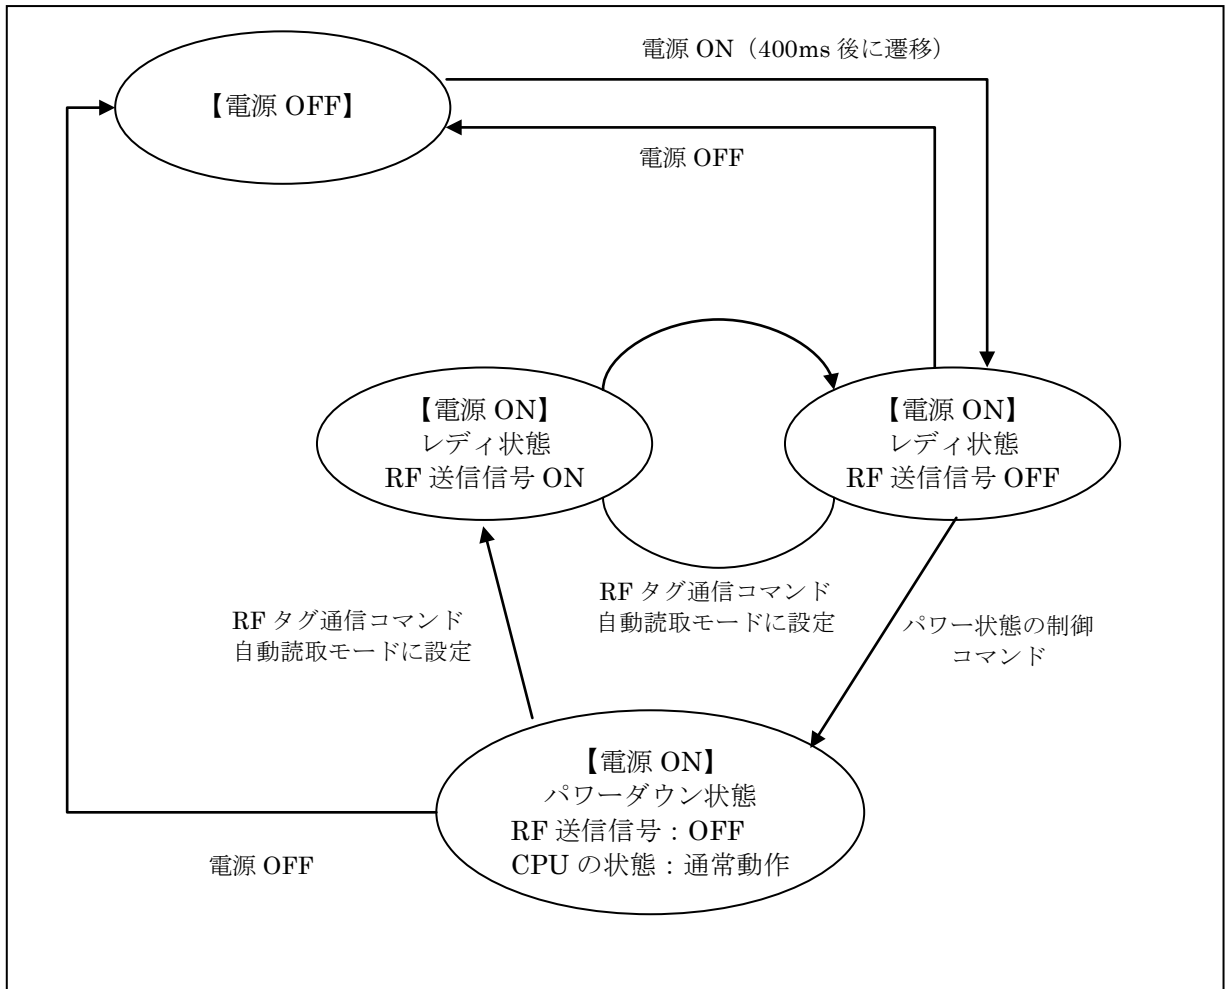 電源 ON（400ms 後に遷移）
【電源 OFF】
電源 OFF
【電源 ON】
レディ状態
RF 送信信号 ON
【電源 ON】
レディ状態
RF 送信信号 OFF
RF タグ通信コマンド
自動読取モードに設定
RF タグ通信コマンド
自動読取モードに設定
パワー状態の制御
コマンド
【電源 ON】
パワーダウン状態
RF 送信信号：OFF
CPU の状態：通常動作
電源 OFF